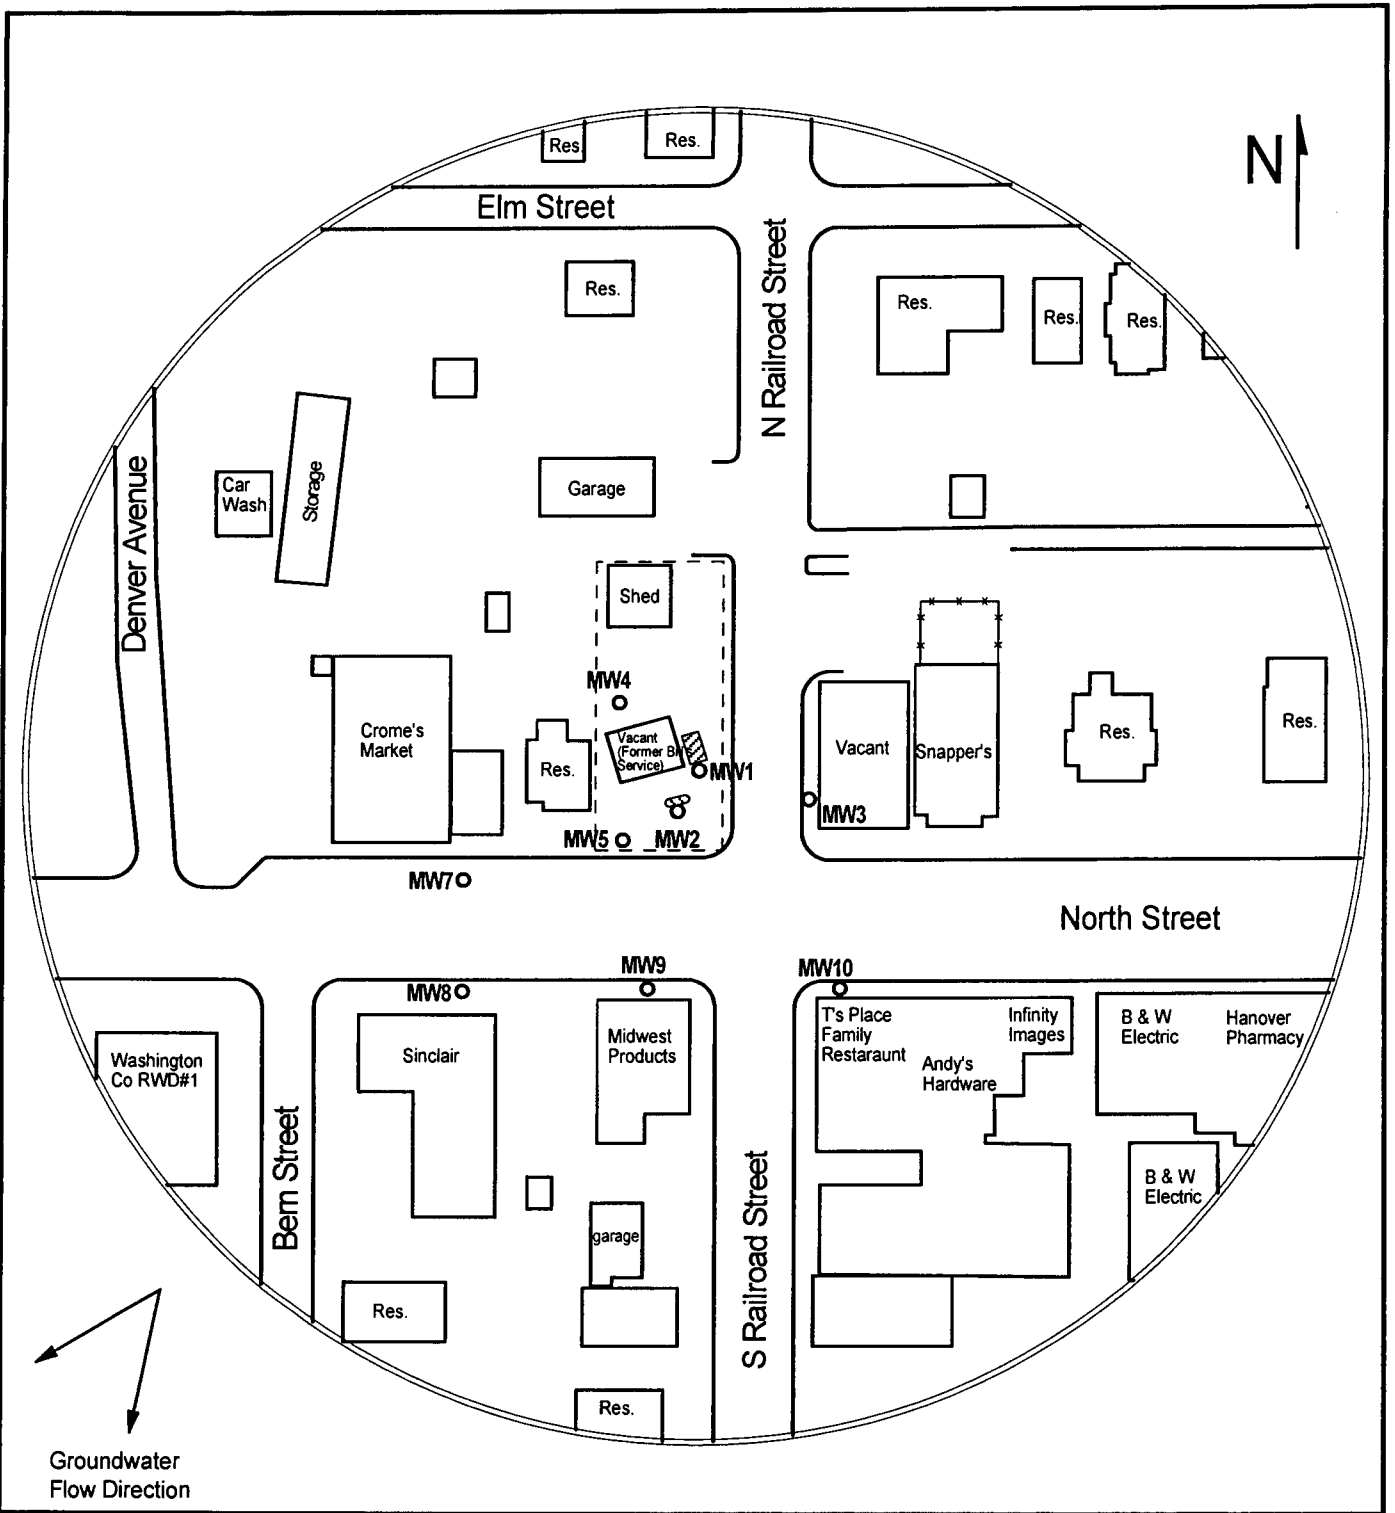 Res.
Res.
N
Elm Street
N Railroad Street
Res.
Res.
Res.
Res.
Car
Wash
Storage
Garage
Denver Avenue
Shed
MW4
Crome's
Market
Res.
Vacant
(Former Bill's
Service)
MW1
Vacant
Snapper's
Res.
Res.
MW3
MW5
MW2
MW7
North Street
MW9
MW10
MW8
T's Place
Family
Restaraunt
Infinity
Images
B & W
Electric
Hanover
Pharmacy
Washington
Co RWD#1
Sinclair
Midwest
Products
Andy's
Hardware
Bern Street
S Railroad Street
B & W
Electric
garage
Res.
Res.
Groundwater
Flow Direction